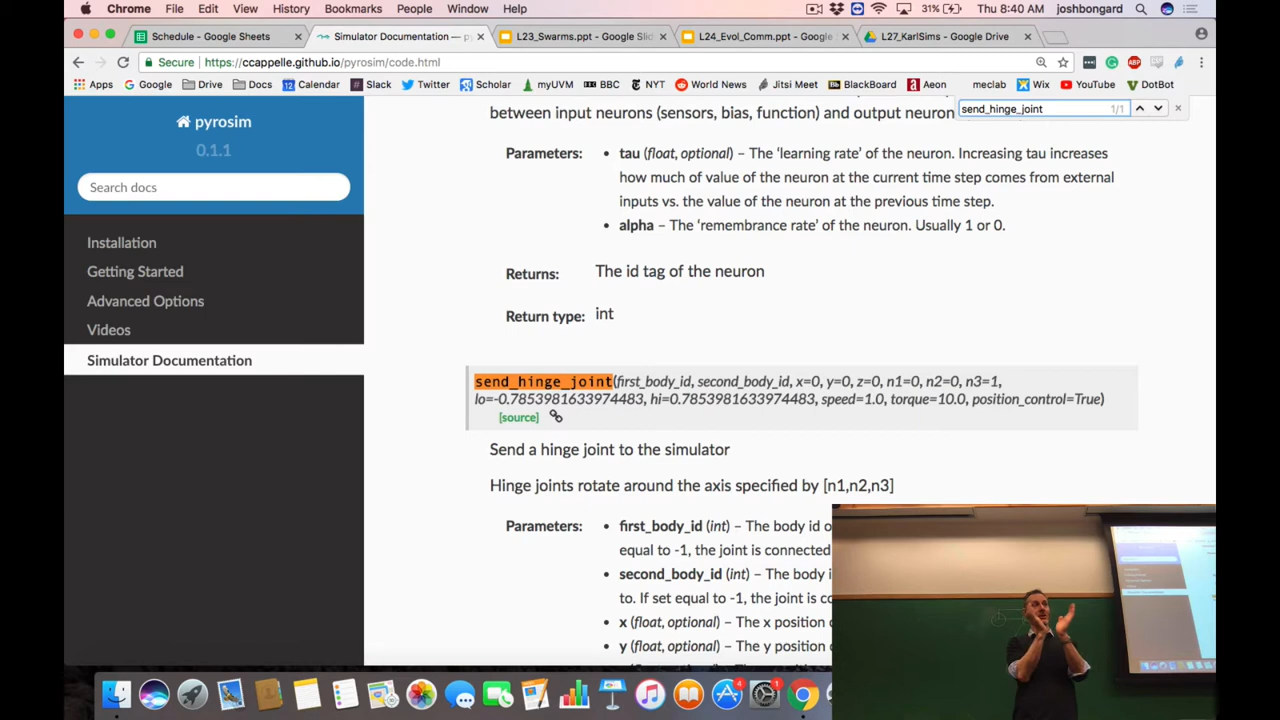 Chrome File Edit View History Bookmarks People Window Help 31% Thu 8:40 AM joshbongard
Schedule - Google Sheets × Simulator Documentation — py × L23_Swarms.ppt - Google Slid × L24_Evol_Comm.ppt - Google × L27_KarlSims - Google Drive ×
Secure https://ccappelle.github.io/pyrosim/code.html
Apps Google Drive Docs Calendar Scholar myUVM BBC NYT World News Jitsi Meet BlackBoard Aeon meclab Wix YouTube DotBot
send_hinge_joint 1/1
pyrosim
0.1.1
Search docs
Installation
Getting Started
Advanced Options
Videos
Simulator Documentation
between input neurons (sensors, bias, function) and output neuron
Parameters: • tau (float, optional) – The ‘learning rate’ of the neuron. Increasing tau increases
how much of value of the neuron at the current time step comes from external
inputs vs. the value of the neuron at the previous time step.
• alpha – The ‘remembrance rate’ of the neuron. Usually 1 or 0.
Returns: The id tag of the neuron
Return type: int
send_hinge_joint(first_body_id, second_body_id, x=0, y=0, z=0, n1=0, n2=0, n3=1,
lo=-0.7853981633974483, hi=0.7853981633974483, speed=1.0, torque=10.0, position_control=True)
[source]
Send a hinge joint to the simulator
Hinge joints rotate around the axis specified by [n1,n2,n3]
Parameters: • first_body_id (int) – The body id o
equal to -1, the joint is connected
• second_body_id (int) – The body i
to. If set equal to -1, the joint is co
• x (float, optional) – The x position o
• y (float, optional) – The y position o
4
1